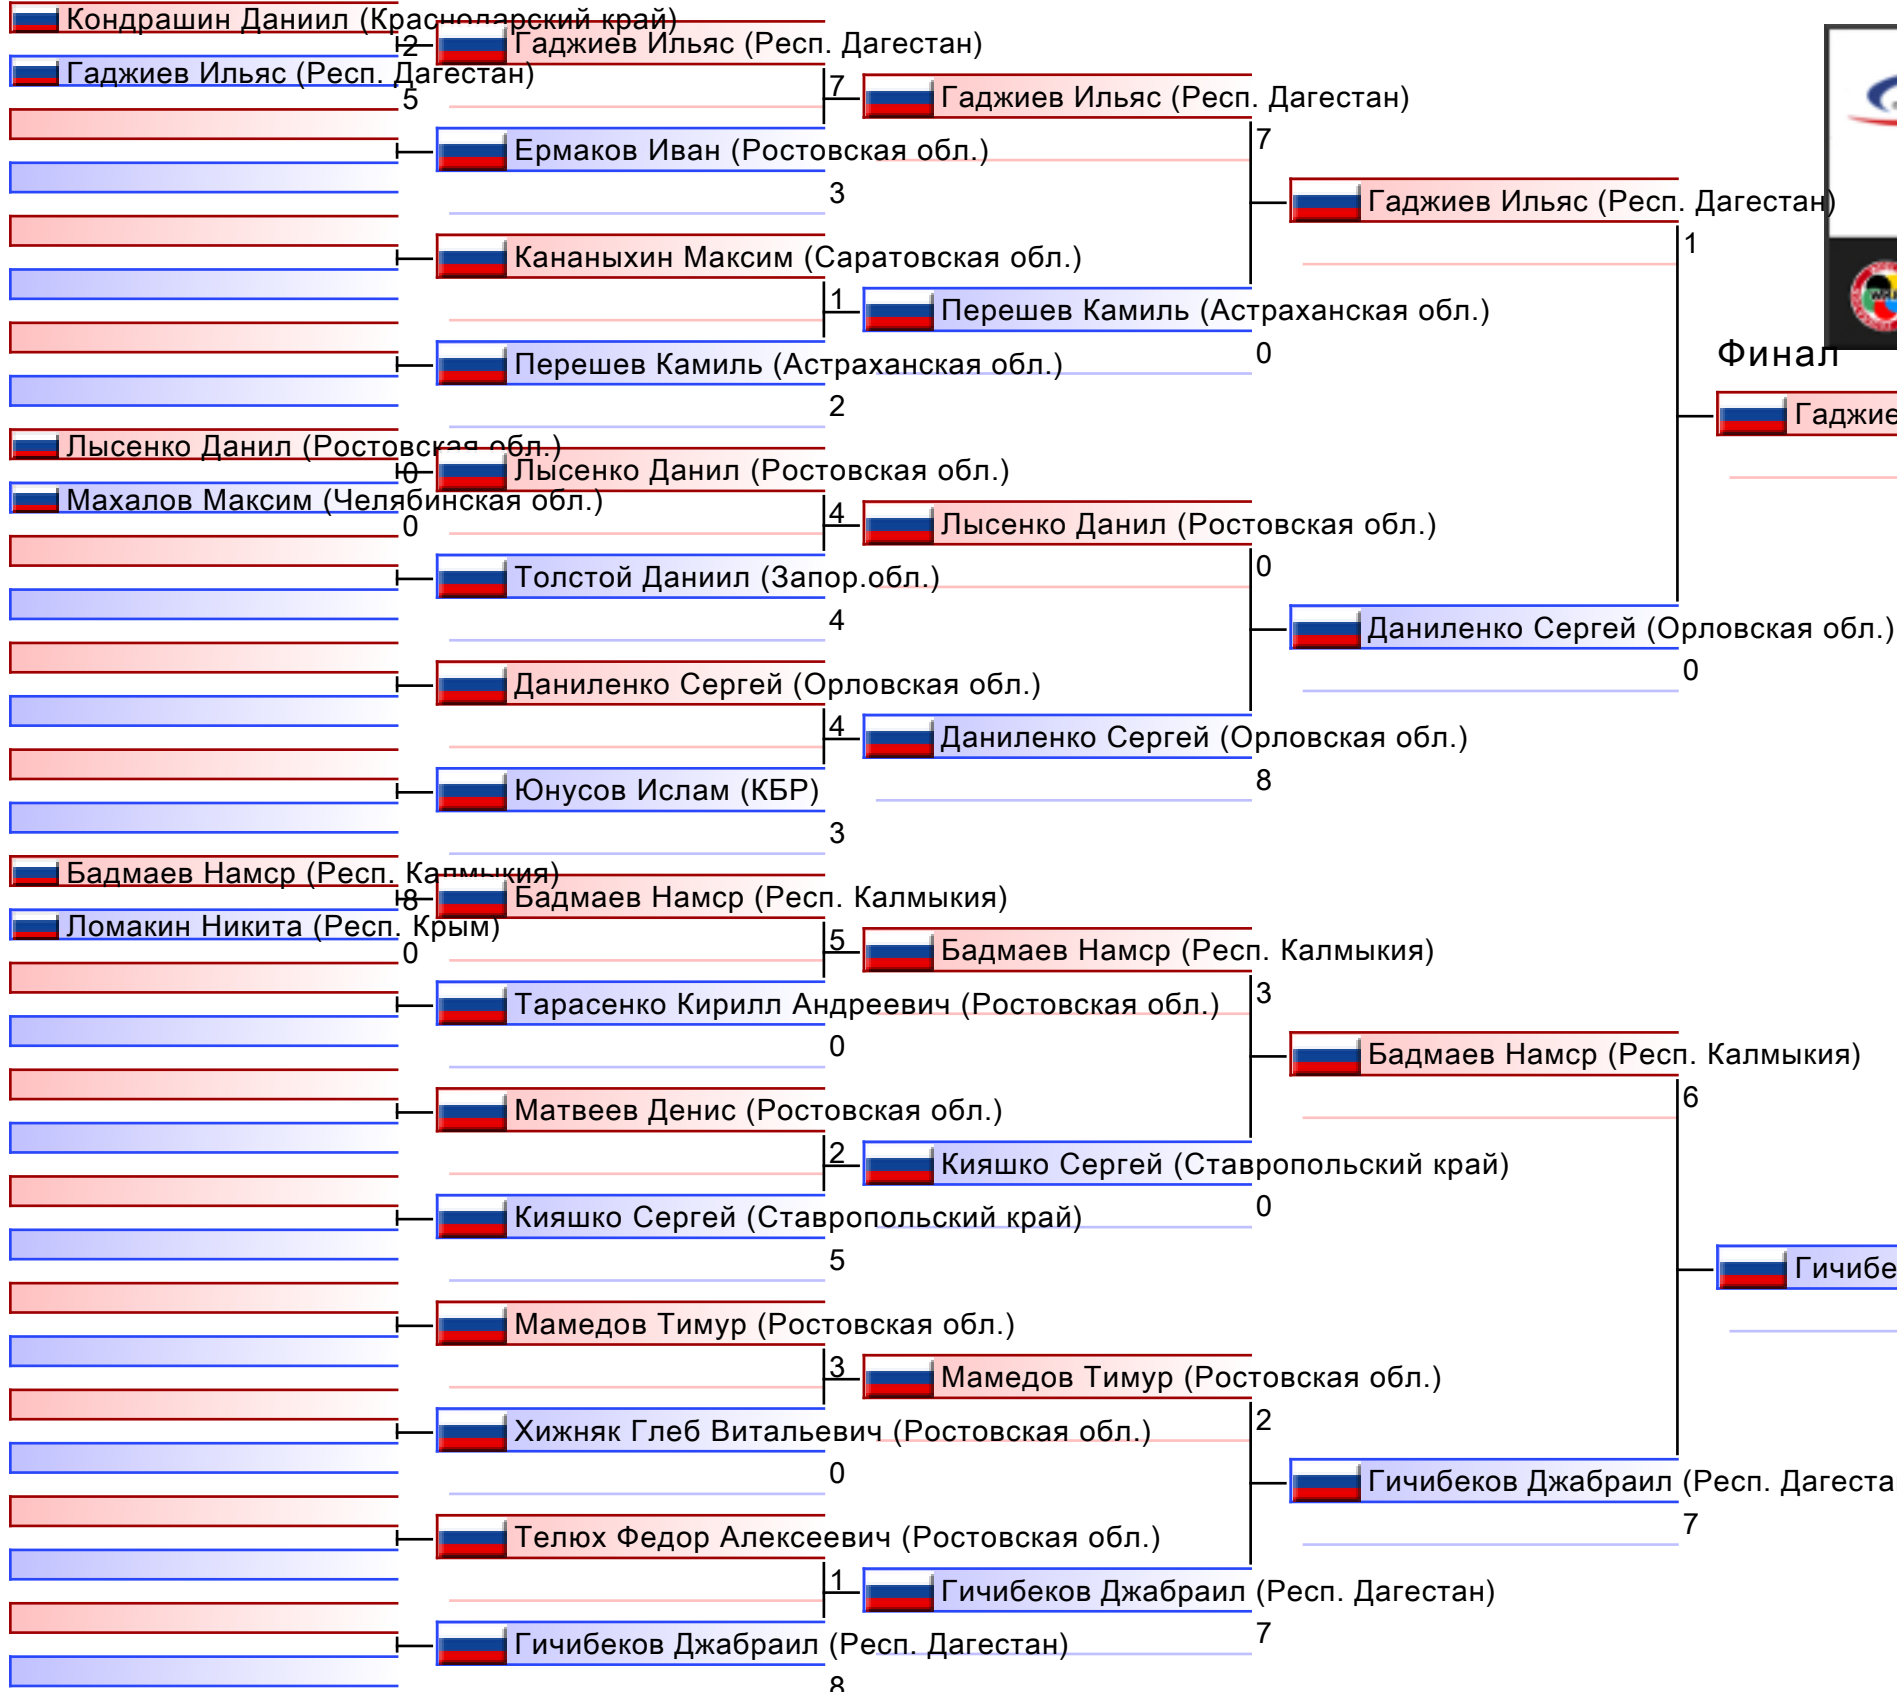 Кондрашин Даниил (Краснодарский край)
2
Гаджиев Ильяс (Респ. Дагестан)
5
Лысенко Данил (Ростовская обл.)
0
Махалов Максим (Челябинская обл.)
0
Бадмаев Намср (Респ. Калмыкия)
8
Ломакин Никита (Респ. Крым)
0
Гаджиев Ильяс (Респ. Дагестан)
7
Ермаков Иван (Ростовская обл.)
3
Кананыхин Максим (Саратовская обл.)
1
Перешев Камиль (Астраханская обл.)
2
Лысенко Данил (Ростовская обл.)
4
Толстой Даниил (Запор.обл.)
4
Даниленко Сергей (Орловская обл.)
4
Юнусов Ислам (КБР)
3
Бадмаев Намср (Респ. Калмыкия)
5
Тарасенко Кирилл Андреевич (Ростовская обл.)
0
Матвеев Денис (Ростовская обл.)
2
Кияшко Сергей (Ставропольский край)
5
Мамедов Тимур (Ростовская обл.)
3
Хижняк Глеб Витальевич (Ростовская обл.)
0
Телюх Федор Алексеевич (Ростовская обл.)
1
Гичибеков Джабраил (Респ. Дагестан)
8
Гаджиев Ильяс (Респ. Дагестан)
7
Перешев Камиль (Астраханская обл.)
0
Лысенко Данил (Ростовская обл.)
0
Даниленко Сергей (Орловская обл.)
8
Бадмаев Намср (Респ. Калмыкия)
3
Кияшко Сергей (Ставропольский край)
0
Мамедов Тимур (Ростовская обл.)
2
Гичибеков Джабраил (Респ. Дагестан)
7
Гаджиев Ильяс (Респ. Дагестан)
1
Даниленко Сергей (Орловская обл.)
0
Бадмаев Намср (Респ. Калмыкия)
6
Гичибеков Джабраил (Респ. Дагеста
7
Финал
Гаджие
Гичибе